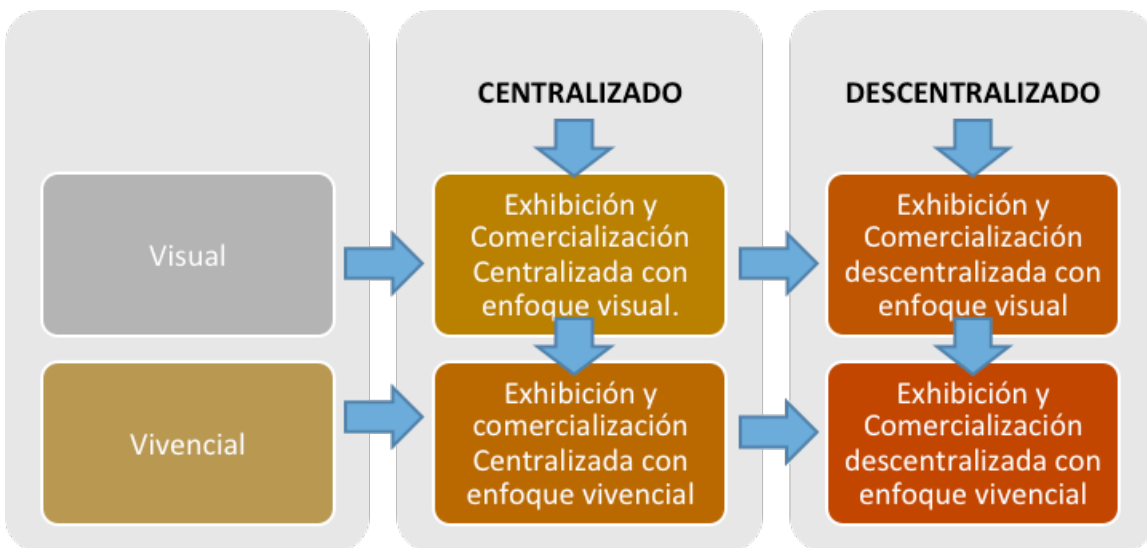 CENTRALIZADO
DESCENTRALIZADO
Visual
Exhibición y
Comercialización
Centralizada con
enfoque visual.
Exhibición y
Comercialización
descentralizada con
enfoque visual
Vivencial
Exhibición y
comercialización
Centralizada con
enfoque vivencial
Exhibición y
Comercialización
descentralizada con
enfoque vivencial